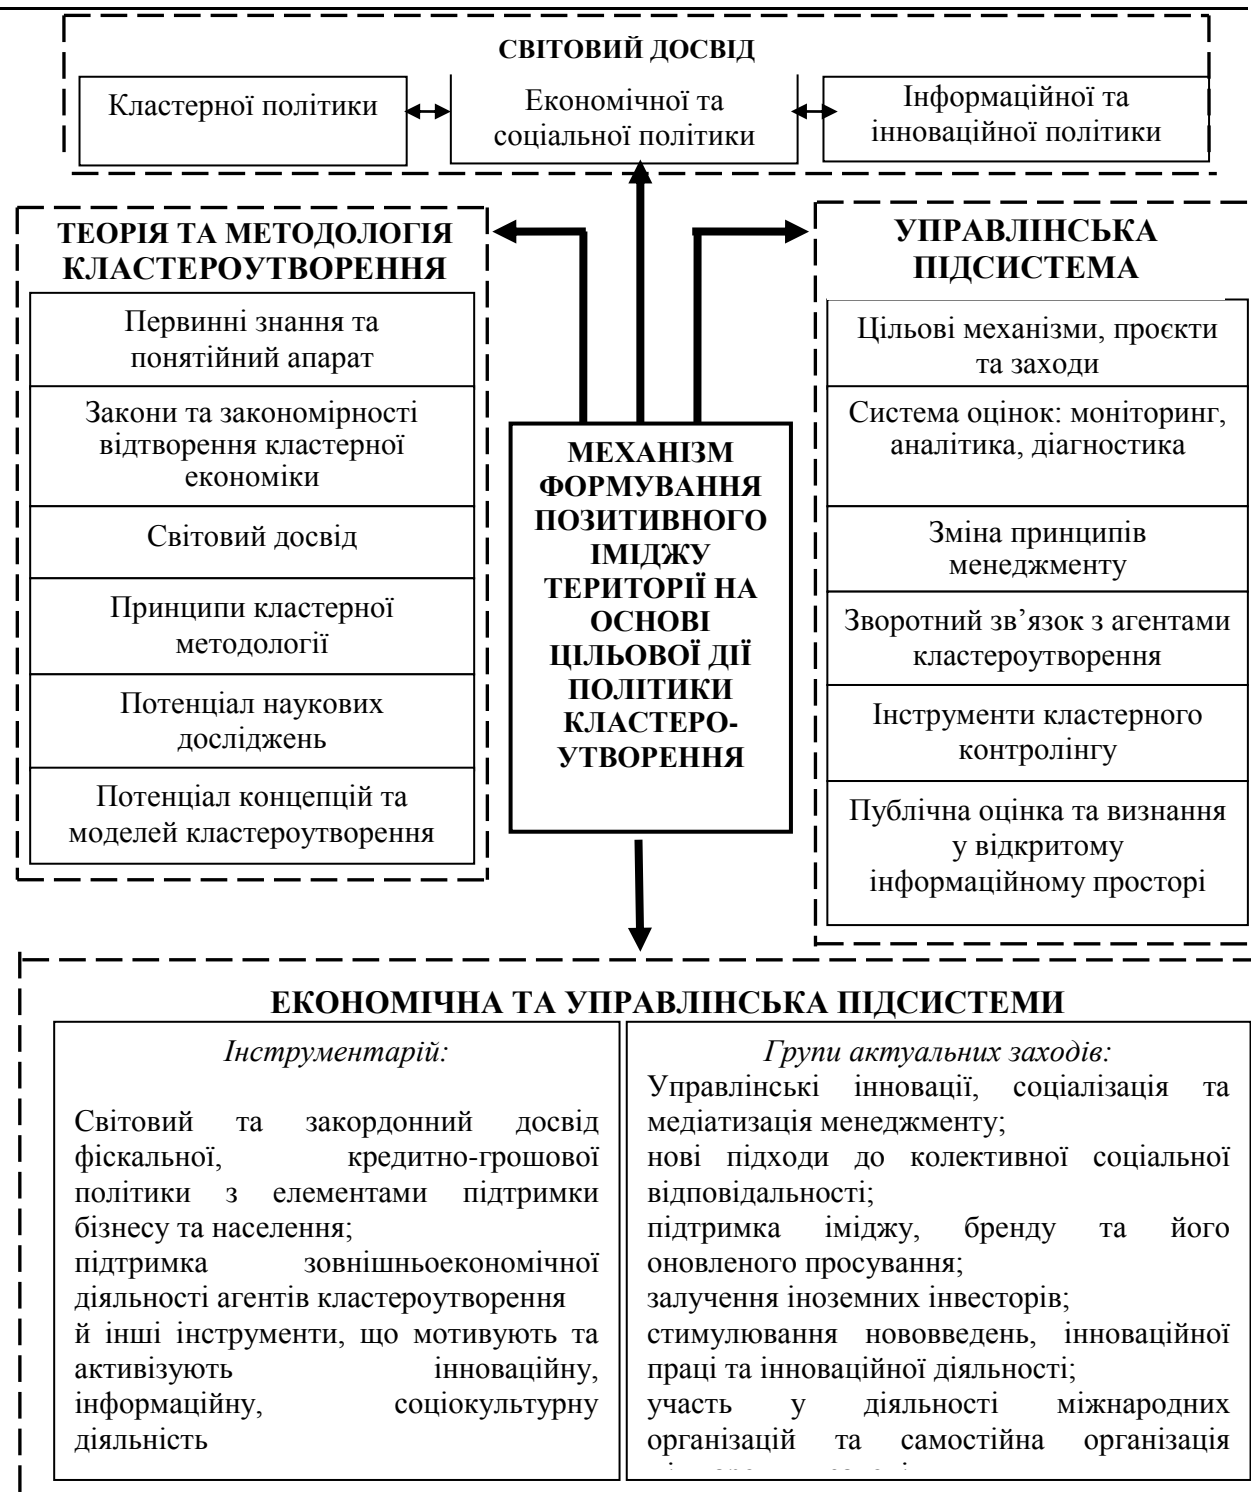 СВІТОВИЙ ДОСВІД
Кластерної політики
Економічної та
соціальної політики
Інформаційної та
інноваційної політики
ТЕОРІЯ ТА МЕТОДОЛОГІЯ
КЛАСТЕРОУТВОРЕННЯ
Первинні знання та
понятійний апарат
Закони та закономірності
відтворення кластерної
економіки
Світовий досвід
Принципи кластерної
методології
Потенціал наукових
досліджень
Потенціал концепцій та
моделей кластероутворення
МЕХАНІЗМ
ФОРМУВАННЯ
ПОЗИТИВНОГО
ІМІДЖУ
ТЕРИТОРІЇ НА
ОСНОВІ
ЦІЛЬОВОЇ ДІЇ
ПОЛІТИКИ
КЛАСТЕРО-
УТВОРЕННЯ
УПРАВЛІНСЬКА
ПІДСИСТЕМА
Цільові механізми, проєкти
та заходи
Система оцінок: моніторинг,
аналітика, діагностика
Зміна принципів
менеджменту
Зворотний зв’язок з агентами
кластероутворення
Інструменти кластерного
контролінгу
Публічна оцінка та визнання
у відкритому
інформаційному просторі
ЕКОНОМІЧНА ТА УПРАВЛІНСЬКА ПІДСИСТЕМИ
Інструментарій:
Світовий та закордонний досвід
фіскальної, кредитно-грошової
політики з елементами підтримки
бізнесу та населення;
підтримка зовнішньоекономічної
діяльності агентів кластероутворення
й інші інструменти, що мотивують та
активізують інноваційну,
інформаційну, соціокультурну
діяльність
Групи актуальних заходів:
Управлінські інновації, соціалізація та
медіатизація менеджменту;
нові підходи до колективної соціальної
відповідальності;
підтримка іміджу, бренду та його
оновленого просування;
залучення іноземних інвесторів;
стимулювання нововведень, інноваційної
праці та інноваційної діяльності;
участь у діяльності міжнародних
організацій та самостійна організація